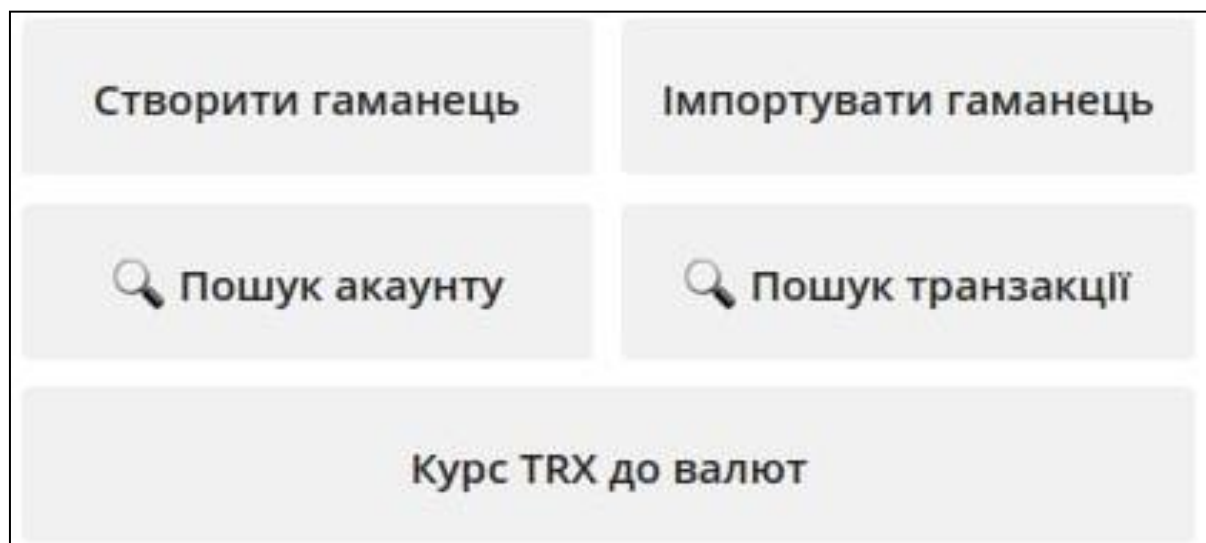 Створити гаманець
Імпортувати гаманець
🔍 Пошук акаунту
🔍 Пошук транзакції
Курс TRX до валют